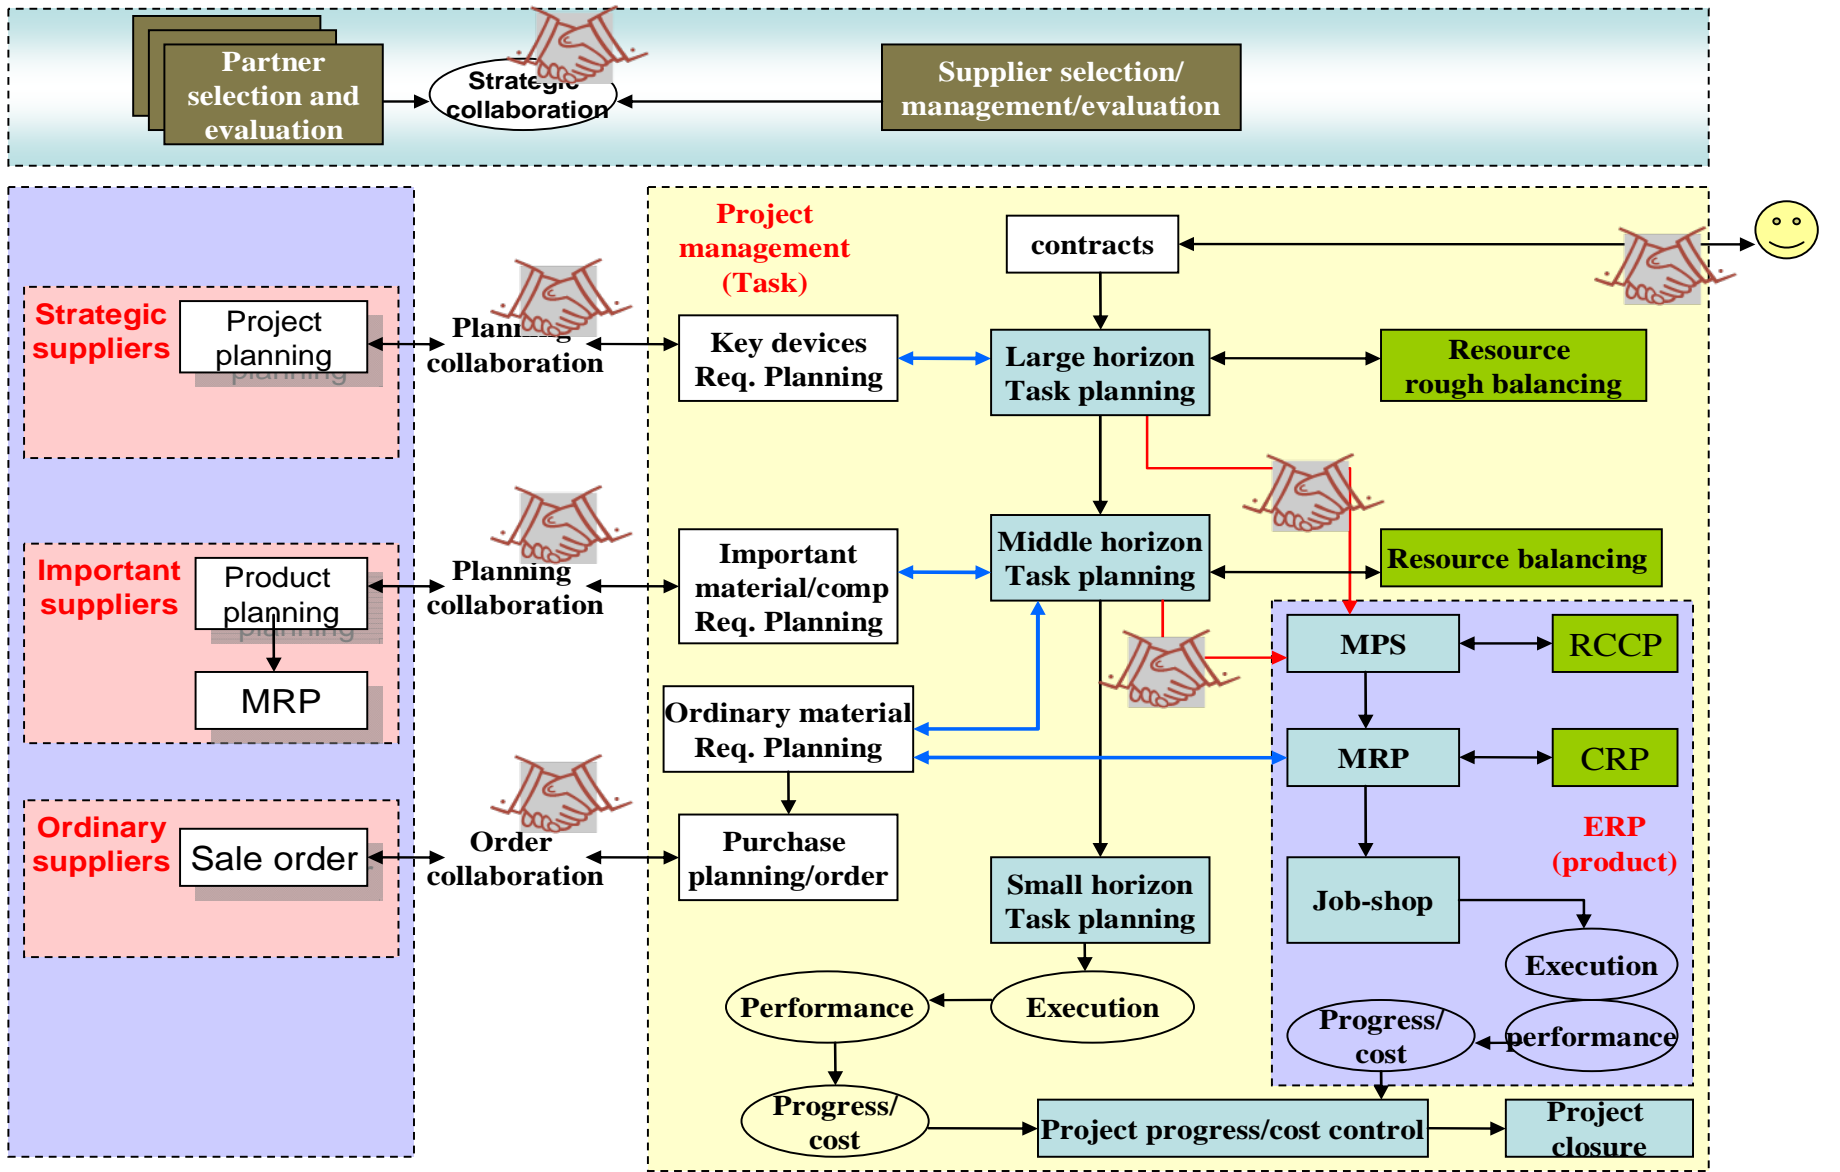 Partner
selection and
evaluation
Strategic
collaboration
Supplier selection/
management/evaluation
Strategic
suppliers
Project
planning
planning
Planning
collaboration
Project
management
(Task)
contracts
Key devices
Req. Planning
Large horizon
Task planning
Resource
rough balancing
Important
suppliers
Product
planning
planning
MRP
Planning
collaboration
Important
material/comp
Req. Planning
Middle horizon
Task planning
Resource balancing
MPS
RCCP
Ordinary material
Req. Planning
MRP
CRP
Ordinary
suppliers
Sale order
Order
collaboration
Purchase
planning/order
Small horizon
Task planning
ERP
(product)
Job-shop
Execution
Performance
Execution
Progress/
cost
performance
Progress/
cost
Project progress/cost control
Project
closure